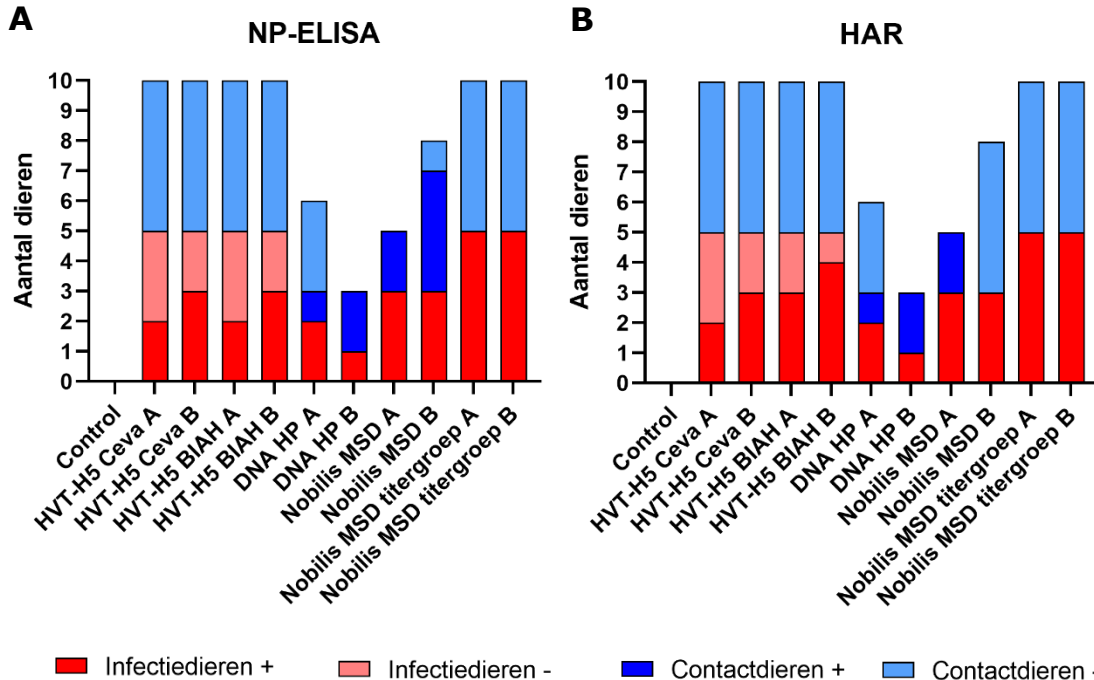 A
NP-ELISA
Aantal dieren
10
9
8
7
6
5
4
3
2
1
0
Control
HVT-H5 Ceva A
HVT-H5 Ceva B
HVT-H5 BIAH A
HVT-H5 BIAH B
DNA HP A
DNA HP B
Nobilis MSD A
Nobilis MSD B
Nobilis MSD titergroep A
Nobilis MSD titergroep B
B
HAR
Aantal dieren
10
9
8
7
6
5
4
3
2
1
0
Control
HVT-H5 Ceva A
HVT-H5 Ceva B
HVT-H5 BIAH A
HVT-H5 BIAH B
DNA HP A
DNA HP B
Nobilis MSD A
Nobilis MSD B
Nobilis MSD titergroep A
Nobilis MSD titergroep B
Infectiedieren +
Infectiedieren -
Contactdieren +
Contactdieren -